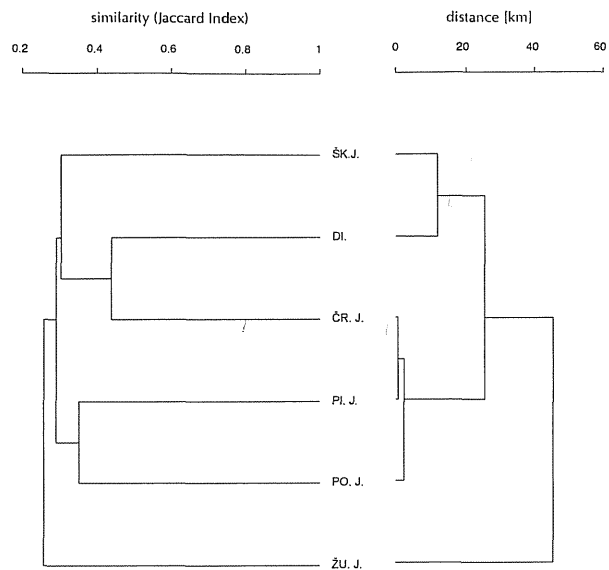 similarity (Jaccard Index) distance [km]
0.2 0.4 0.6 0.8 1 0 20 40 60
ŠK.J.
DI.
ČR. J.
PI. J.
PO. J.
ŽU. J.